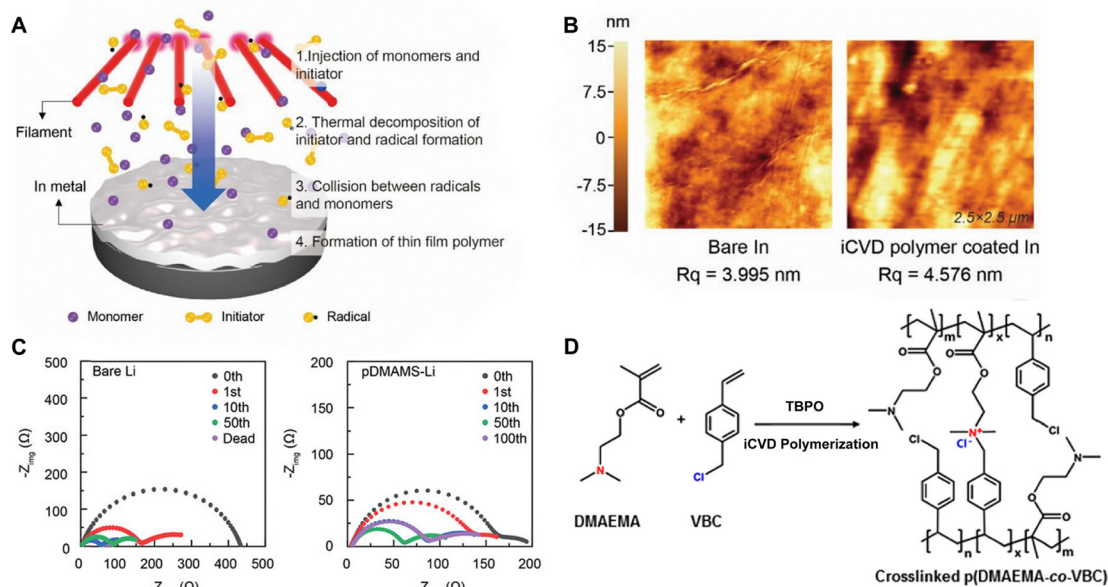 A
1.Injection of monomers and
initiator
Filament
2. Thermal decomposition of
initiator and radical formation
In metal
3. Collision between radicals
and monomers
4. Formation of thin film polymer
Monomer
Initiator
Radical
B
nm
15
7.5
0
-7.5
-15
2.5×2.5 μm
Bare In
Rq = 3.995 nm
iCVD polymer coated In
Rq = 4.576 nm
C
Bare Li
-Zimg (Ω)
500
400
300
200
100
0
0 100 200 300 400 500
0th
1st
10th
50th
Dead
pDMAMS-Li
-Zimg (Ω)
200
150
100
50
0
0 50 100 150 200
0th
1st
10th
50th
100th
D
O
O
N
DMAEMA
+
Cl
VBC
TBPO
iCVD Polymerization
m
x
n
O
O
O
O
N
Cl
N+
Cl-
Cl
N
O
O
n
x
m
Crosslinked p(DMAEMA-co-VBC)